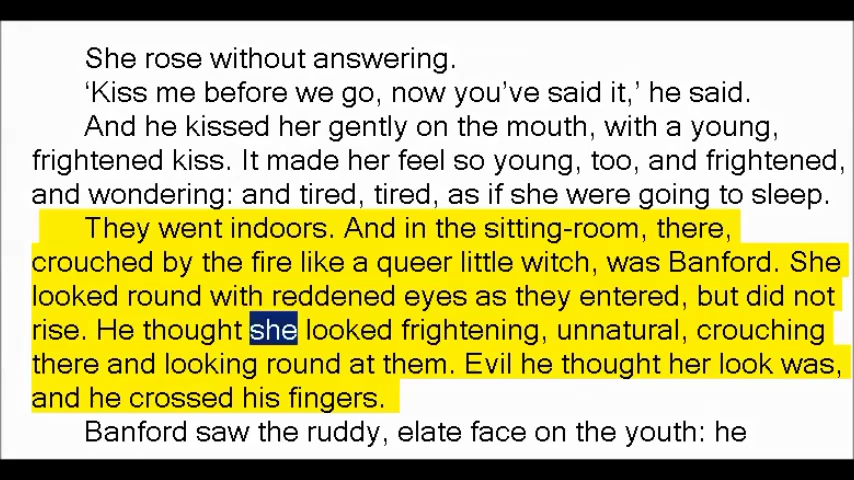 She rose without answering.
‘Kiss me before we go, now you’ve said it,’ he said.
And he kissed her gently on the mouth, with a young,
frightened kiss. It made her feel so young, too, and frightened,
and wondering: and tired, tired, as if she were going to sleep.
They went indoors. And in the sitting-room, there,
crouched by the fire like a queer little witch, was Banford. She
looked round with reddened eyes as they entered, but did not
rise. He thought she looked frightening, unnatural, crouching
there and looking round at them. Evil he thought her look was,
and he crossed his fingers.
Banford saw the ruddy, elate face on the youth: he